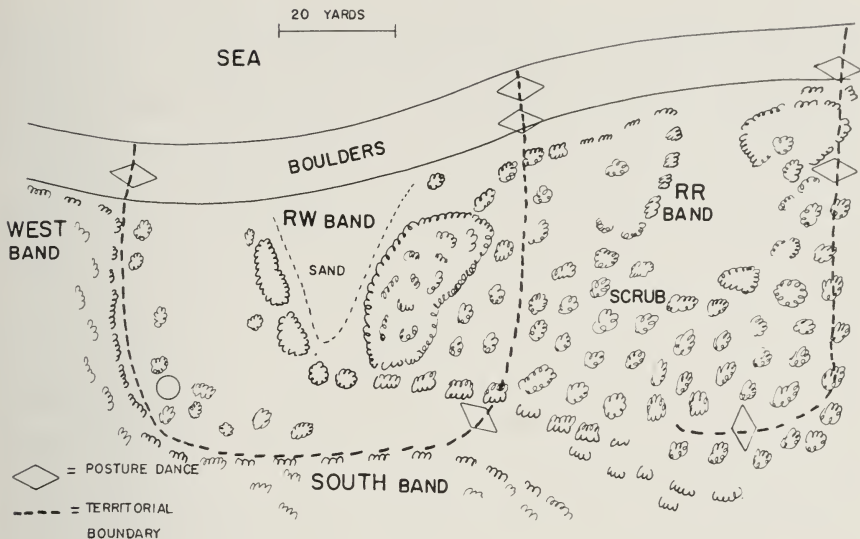 20 YARDS
SEA
BOULDERS
RW BAND
RR
BAND
WEST
BAND
SAND
SCRUB
= POSTURE DANCE
SOUTH BAND
= TERRITORIAL
BOUNDARY